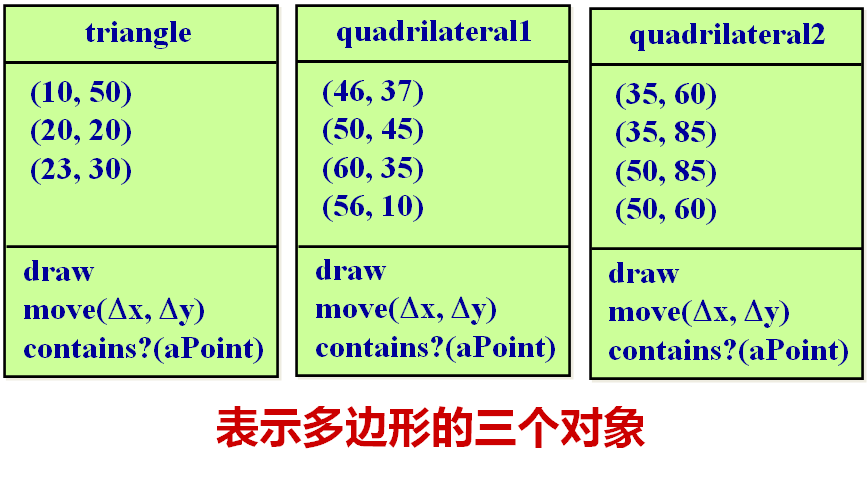 triangle
(10, 50)
(20, 20)
(23, 30)
draw
move(Δx, Δy)
contains?(aPoint)
quadrilateral1
(46, 37)
(50, 45)
(60, 35)
(56, 10)
draw
move(Δx, Δy)
contains?(aPoint)
quadrilateral2
(35, 60)
(35, 85)
(50, 85)
(50, 60)
draw
move(Δx, Δy)
contains?(aPoint)
表示多边形的三个对象